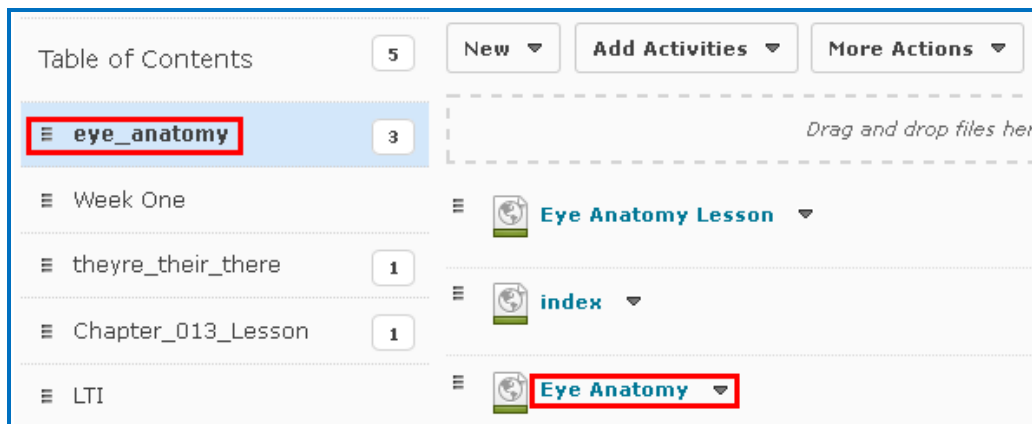 Table of Contents 5
eye_anatomy 3
Week One
theyre_their_there 1
Chapter_013_Lesson 1
LTI
New Add Activities More Actions
Drag and drop files her
Eye Anatomy Lesson
index
Eye Anatomy